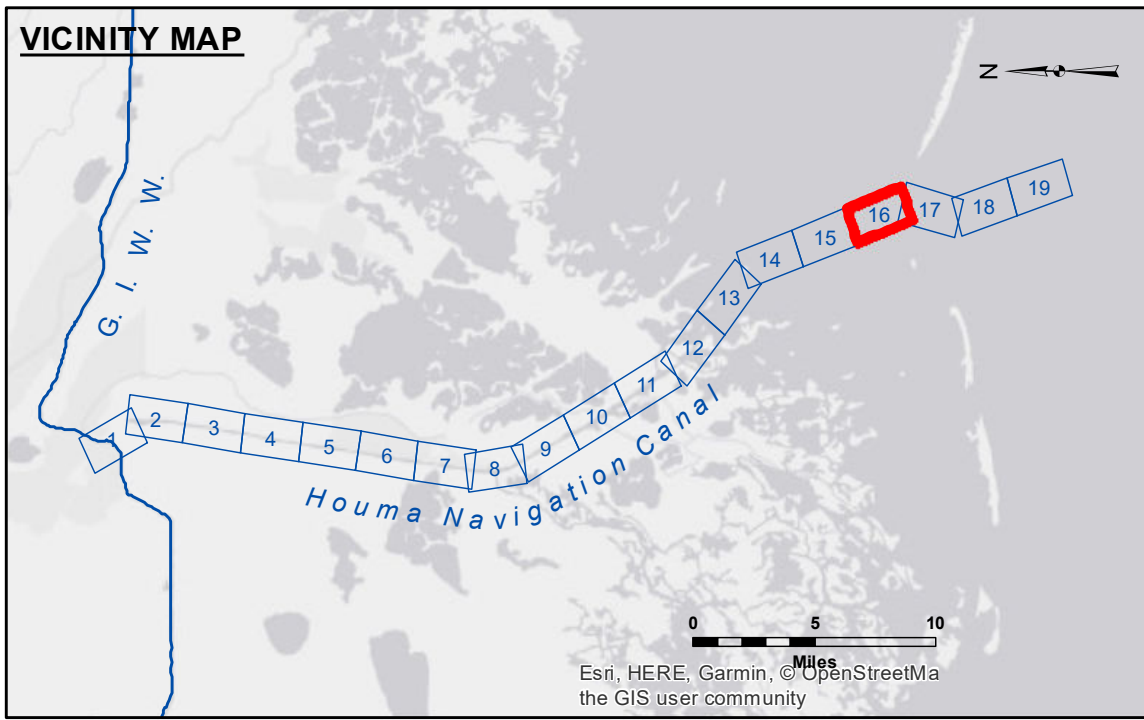 VICINITY MAP
N
G. I. W. W.
1
2
3
4
5
6
7
8
9
10
11
12
13
14
15
16
17
18
19
Houma Navigation Canal
0 5 10
Miles
Esri, HERE, Garmin, © OpenStreetMa
the GIS user community